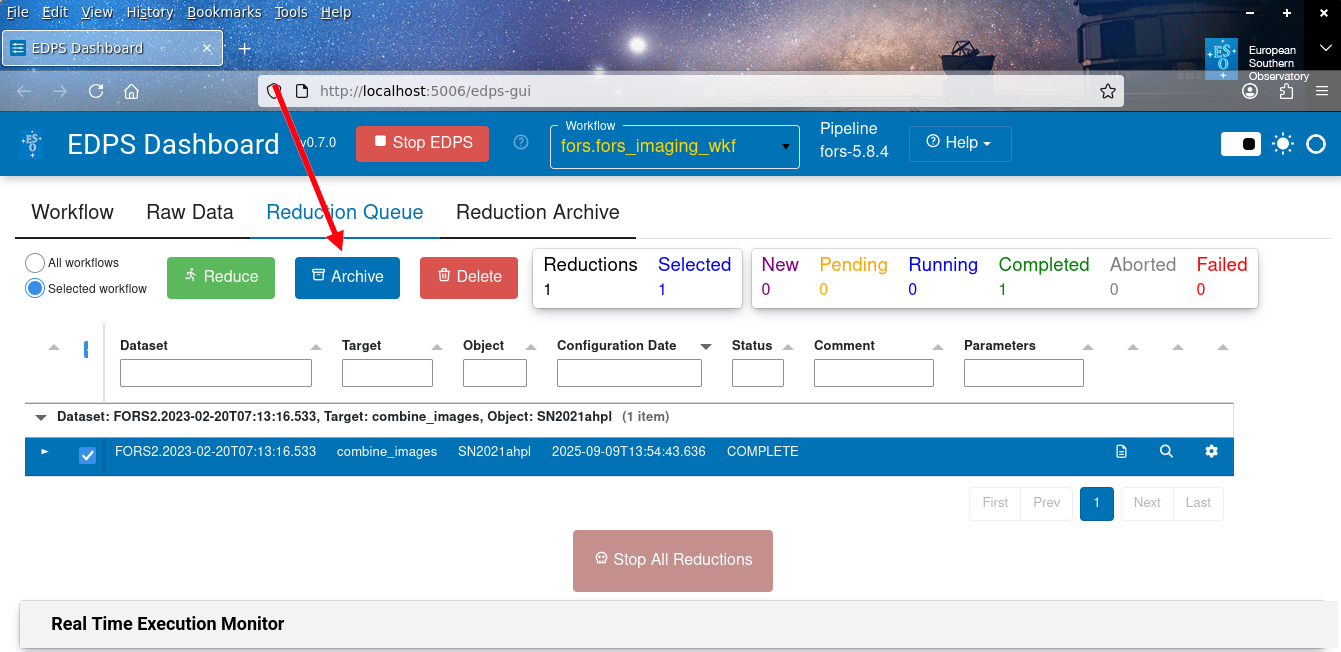 File Edit View History Bookmarks Tools Help
EDPS Dashboard
European
Southern
Observatory
http://localhost:5006/edps-gui
EDPS Dashboard v0.7.0 Stop EDPS
Workflow
fors.fors_imaging_wkf
Pipeline
fors-5.8.4
Help
Workflow Raw Data Reduction Queue Reduction Archive
All workflows
Selected workflow
Reduce Archive Delete
Reductions Selected New Pending Running Completed Aborted Failed
1 1 0 0 0 1 0 0
Dataset Target Object Configuration Date Status Comment Parameters
Dataset: FORS2.2023-02-20T07:13:16.533, Target: combine_images, Object: SN2021ahpl (1 item)
FORS2.2023-02-20T07:13:16.533 combine_images SN2021ahpl 2025-09-09T13:54:43.636 COMPLETE
First Prev 1 Next Last
Stop All Reductions
Real Time Execution Monitor